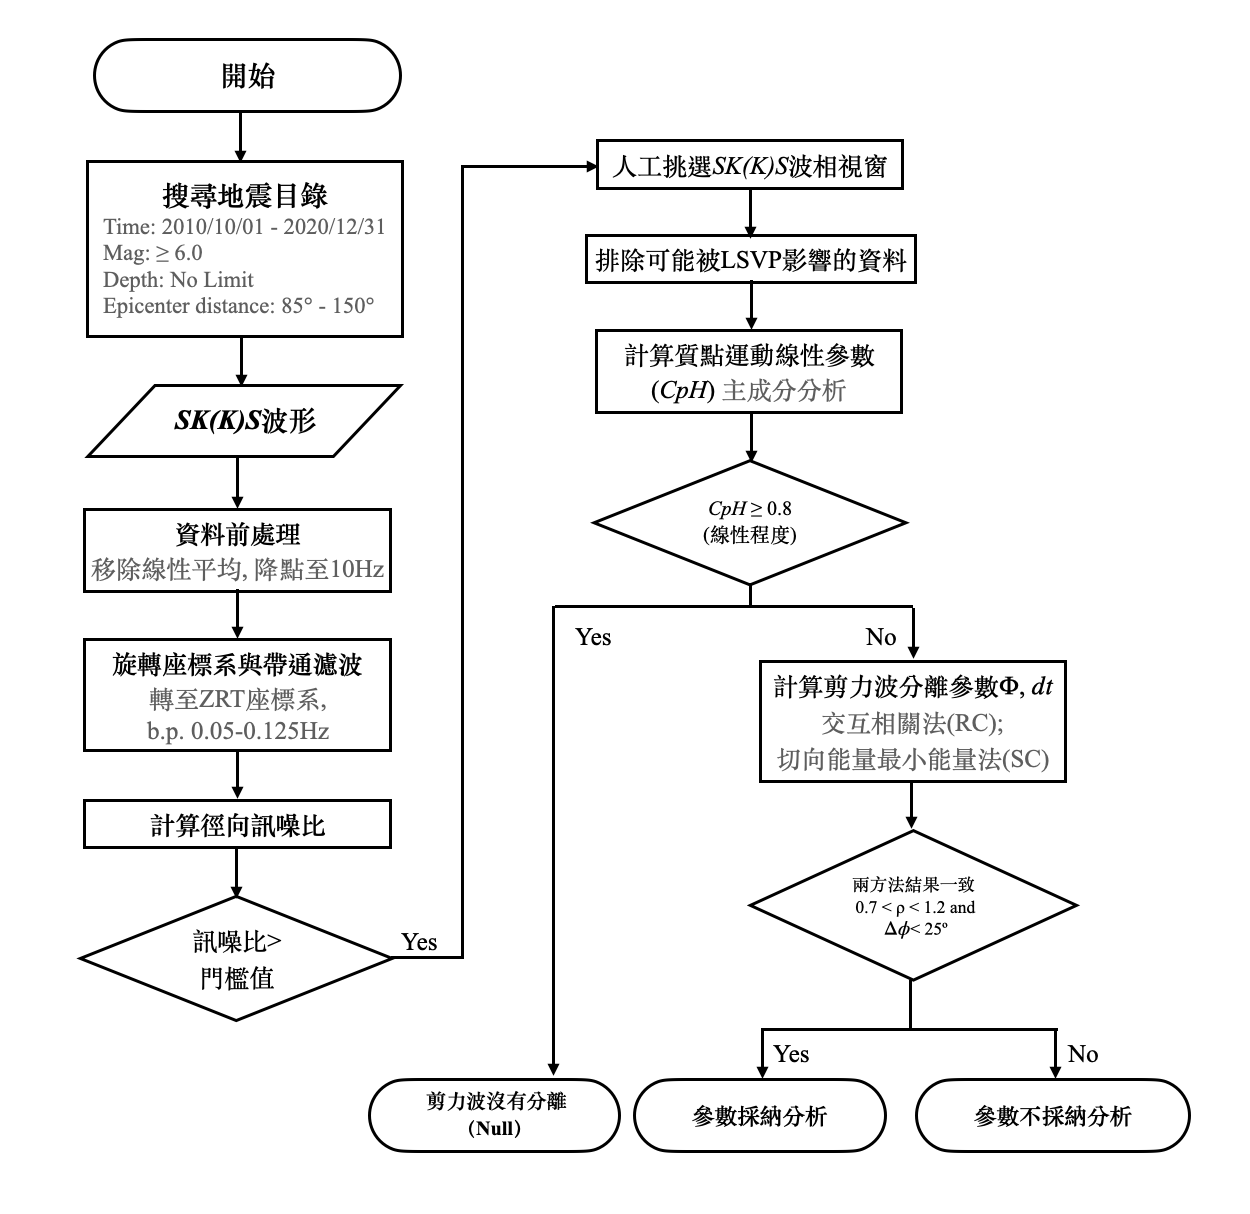 開始
搜尋地震目錄
Time: 2010/10/01 - 2020/12/31
Mag: ≥ 6.0
Depth: No Limit
Epicenter distance: 85° - 150°
SK(K)S波形
資料前處理
移除線性平均, 降點至10Hz
旋轉座標系與帶通濾波
轉至ZRT座標系,
b.p. 0.05-0.125Hz
計算徑向訊噪比
訊噪比>
門檻值
Yes
人工挑選SK(K)S波相視窗
排除可能被LSVP影響的資料
計算質點運動線性參數
(CpH) 主成分分析
CpH ≥ 0.8
(線性程度)
Yes
No
計算剪力波分離參數Φ, dt
交互相關法(RC);
切向能量最小能量法(SC)
兩方法結果一致
0.7 < ρ < 1.2 and
Δϕ< 25º
Yes
No
剪力波沒有分離
(Null)
參數採納分析
參數不採納分析